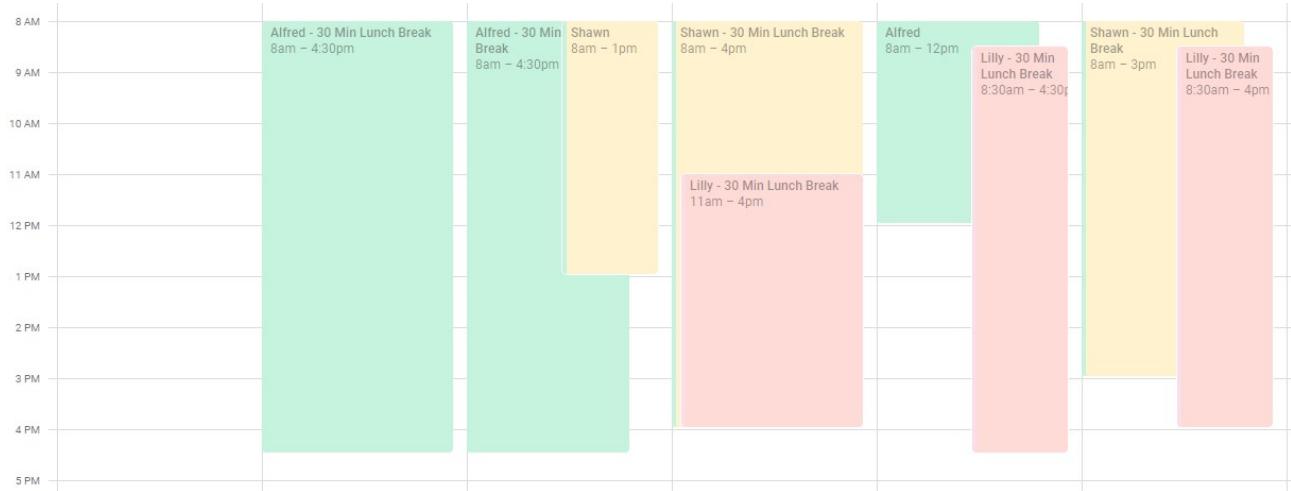 8 AM
9 AM
10 AM
11 AM
12 PM
1 PM
2 PM
3 PM
4 PM
5 PM
Alfred - 30 Min Lunch Break
8am – 4:30pm
Alfred - 30 Min
Break
8am – 4:30pm
Shawn
8am – 1pm
Shawn - 30 Min Lunch Break
8am – 4pm
Lilly - 30 Min Lunch Break
11am – 4pm
Alfred
8am – 12pm
Lilly - 30 Min
Lunch Break
8:30am – 4:30p
Shawn - 30 Min Lunch
Break
8am – 3pm
Lilly - 30 Min
Lunch Break
8:30am – 4pm